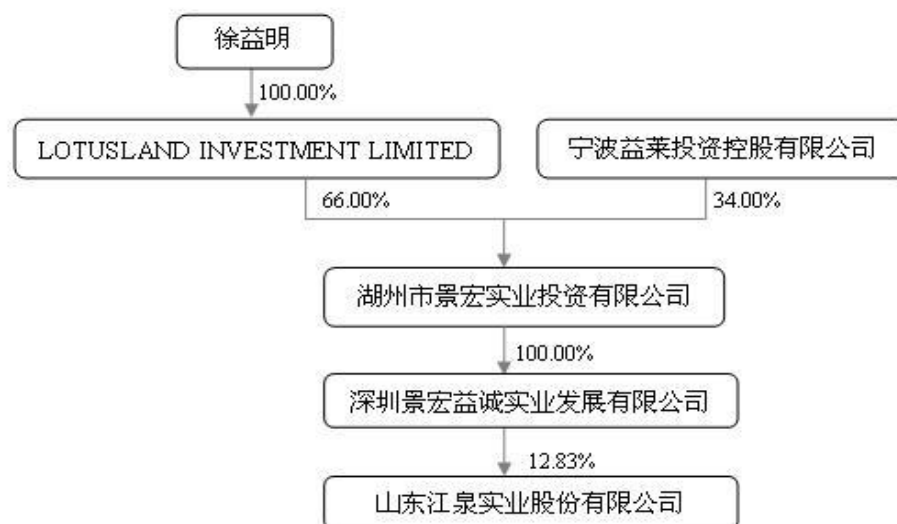 徐益明
100.00%
LOTUSLAND INVESTMENT LIMITED
宁波益莱投资控股有限公司
66.00%
34.00%
湖州市景宏实业投资有限公司
100.00%
深圳景宏益诚实业发展有限公司
12.83%
山东江泉实业股份有限公司